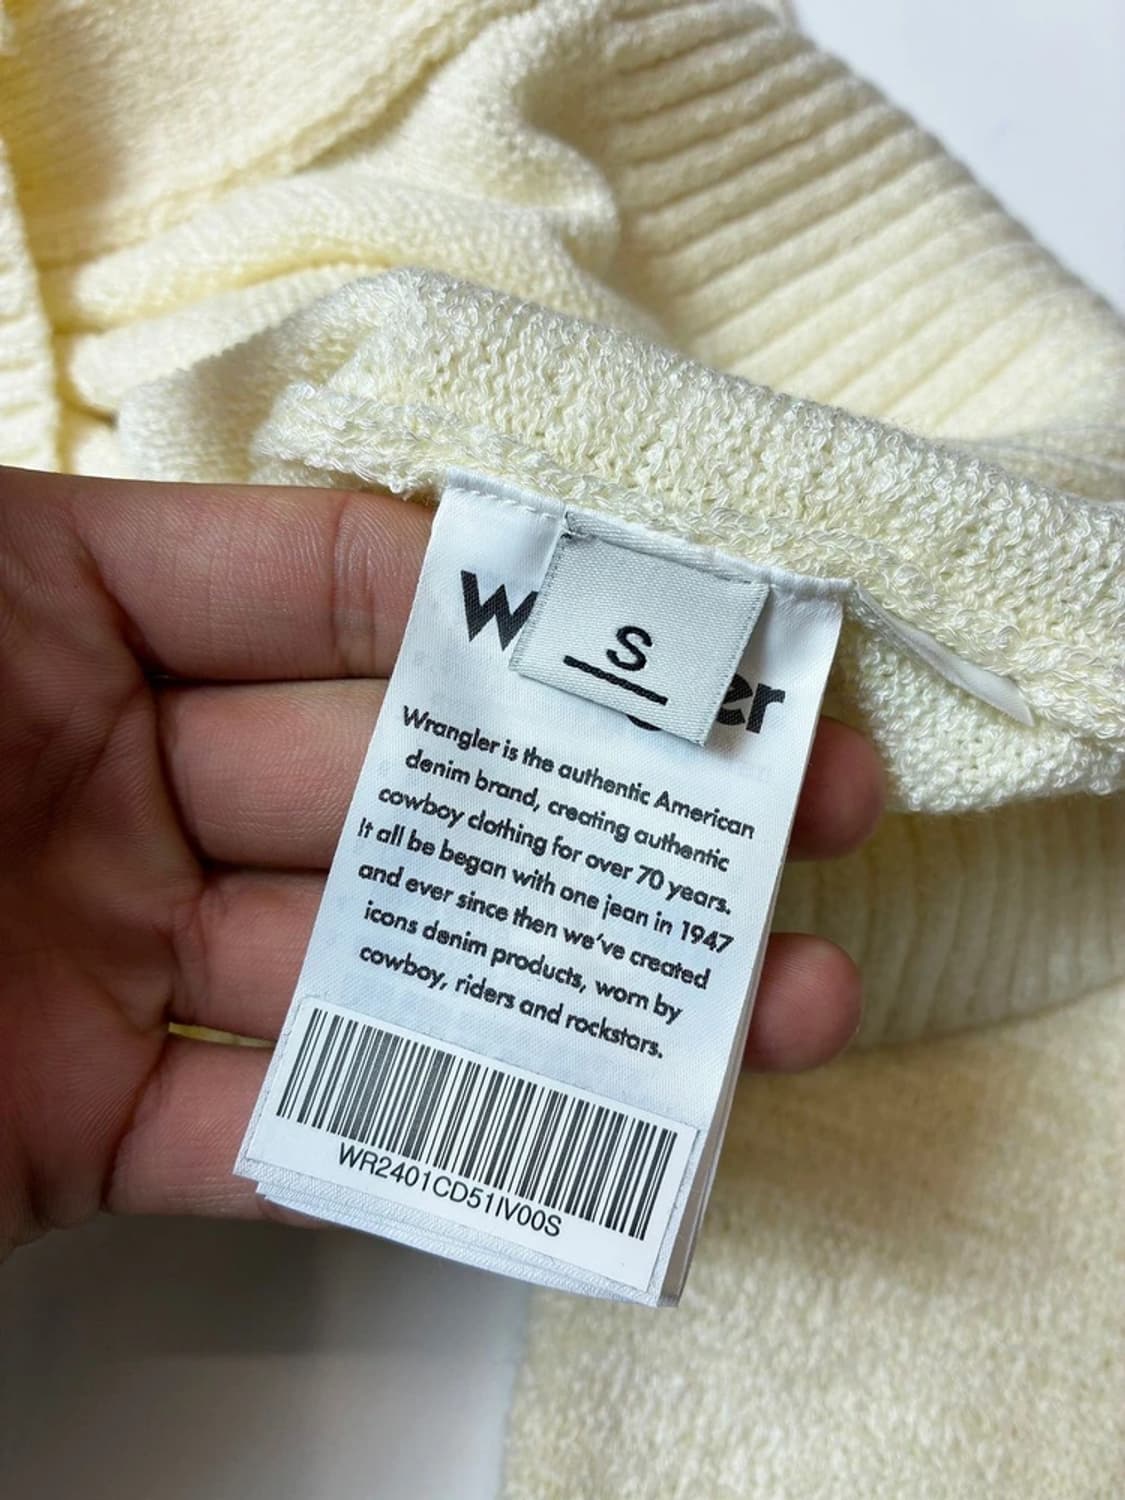 W er
S
Wrangler is the authentic American
denim brand, creating authentic
cowboy clothing for over 70 years.
It all be began with one jean in 1947
and ever since then we've created
icons denim products, worn by
cowboy, riders and rockstars.
WR2401CD51IV00S